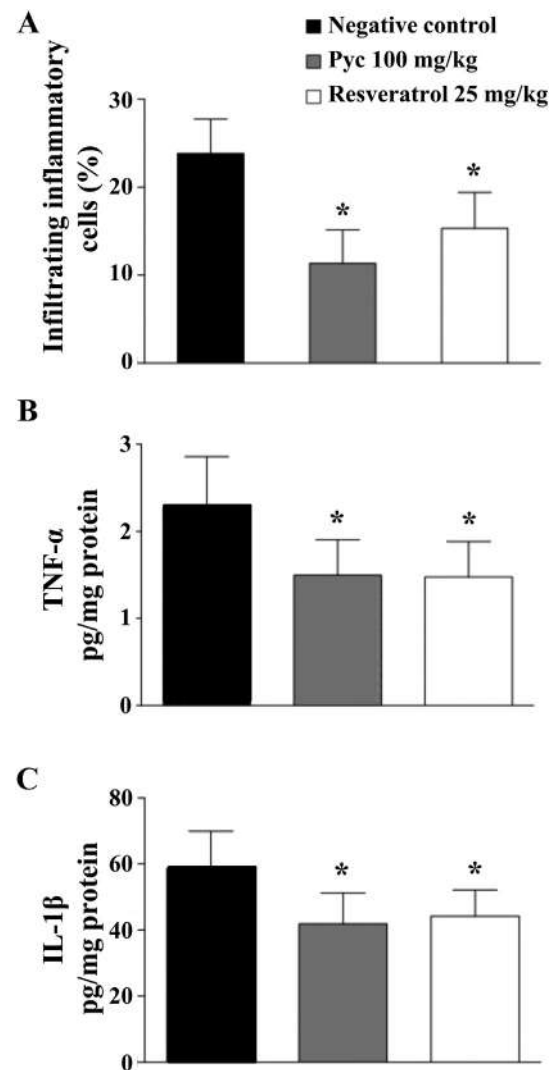 A
Negative control
Pyc 100 mg/kg
Resveratrol 25 mg/kg
Infiltrating inflammatory
cells (%)
30
20
10
0
*
*
B
TNF-α
pg/mg protein
3
2
1
0
*
*
C
IL-1β
pg/mg protein
80
60
40
20
0
*
*